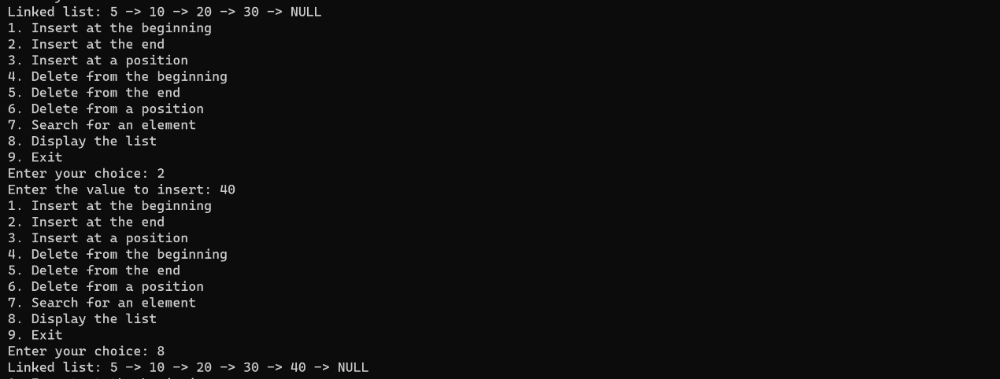 Linked list: 5 -> 10 -> 20 -> 30 -> NULL
1. Insert at the beginning
2. Insert at the end
3. Insert at a position
4. Delete from the beginning
5. Delete from the end
6. Delete from a position
7. Search for an element
8. Display the list
9. Exit
Enter your choice: 2
Enter the value to insert: 40
1. Insert at the beginning
2. Insert at the end
3. Insert at a position
4. Delete from the beginning
5. Delete from the end
6. Delete from a position
7. Search for an element
8. Display the list
9. Exit
Enter your choice: 8
Linked list: 5 -> 10 -> 20 -> 30 -> 40 -> NULL